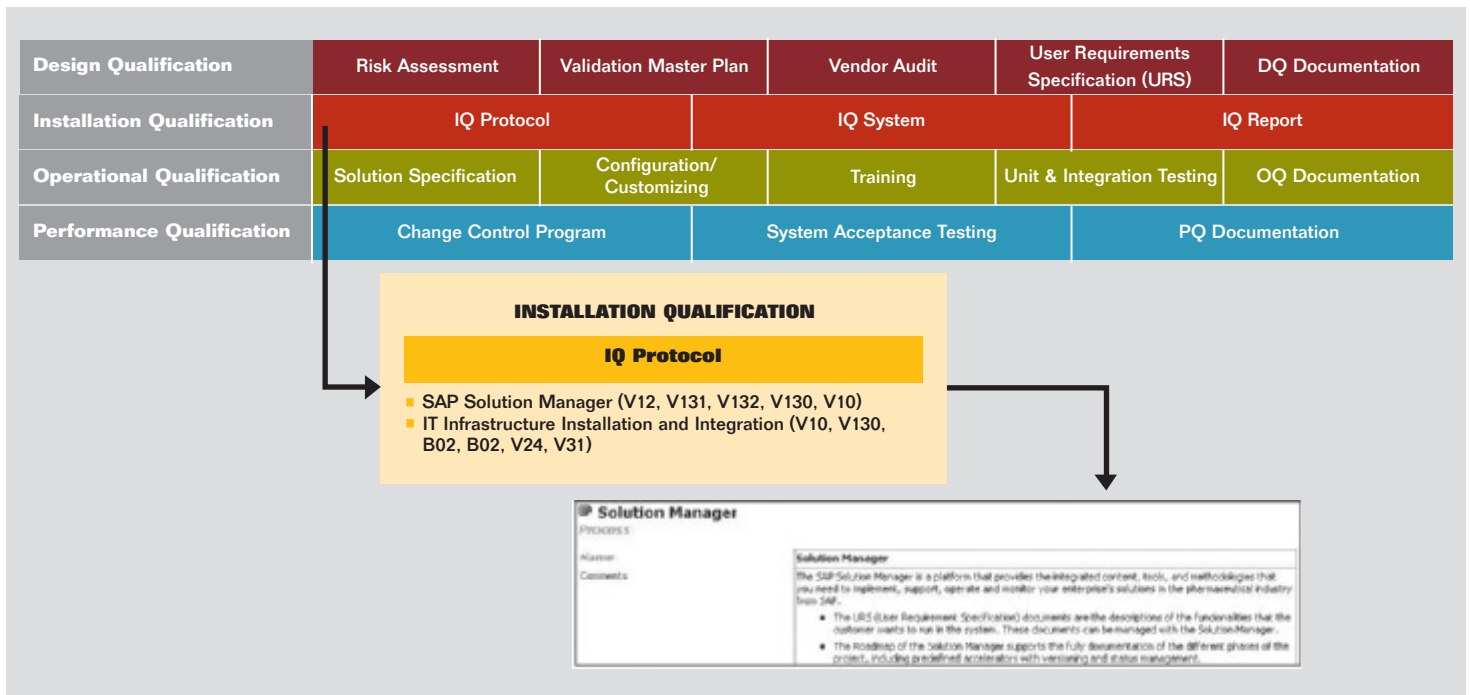 Design Qualification
Risk Assessment
Validation Master Plan
Vendor Audit
User Requirements
Specification (URS)
DQ Documentation
Installation Qualification
IQ Protocol
IQ System
IQ Report
Operational Qualification
Solution Specification
Configuration/
Customizing
Training
Unit & Integration Testing
OQ Documentation
Performance Qualification
Change Control Program
System Acceptance Testing
PQ Documentation
INSTALLATION QUALIFICATION
IQ Protocol
SAP Solution Manager (V12, V131, V132, V130, V10)
IT Infrastructure Installation and Integration (V10, V130,
B02, B02, V24, V31)
Solution Manager
Process
Name
Solution Manager
Comments
The SAP Solution Manager is a platform that provides the integrated content, tools, and methodologies that
you need to implement, support, operate and monitor your enterprise's solutions in the pharmaceutical industry
from SAP.
The URS (User Requirement Specification) documents are the descriptions of the functionalities that the
customer wants to run in the system. These documents can be managed with the Solution Manager.
The Roadmap of the Solution Manager supports the fully documentation of the different phases of the
project, including predefined accelerators with versioning and status management.